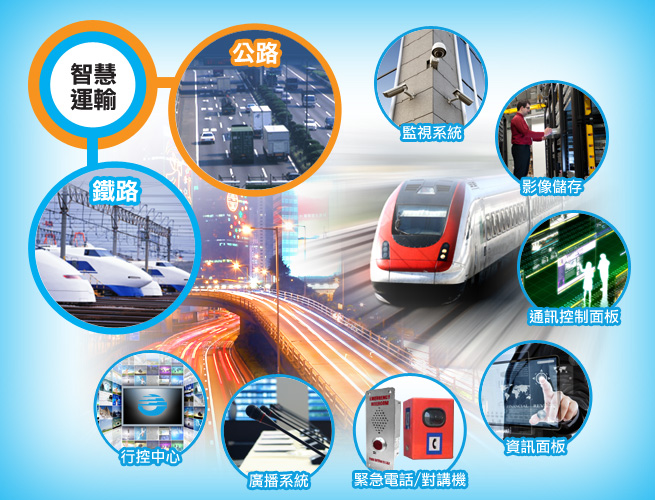 智慧
運輸
公路
鐵路
監視系統
影像儲存
通訊控制面板
資訊面板
緊急電話/對講機
廣播系統
行控中心